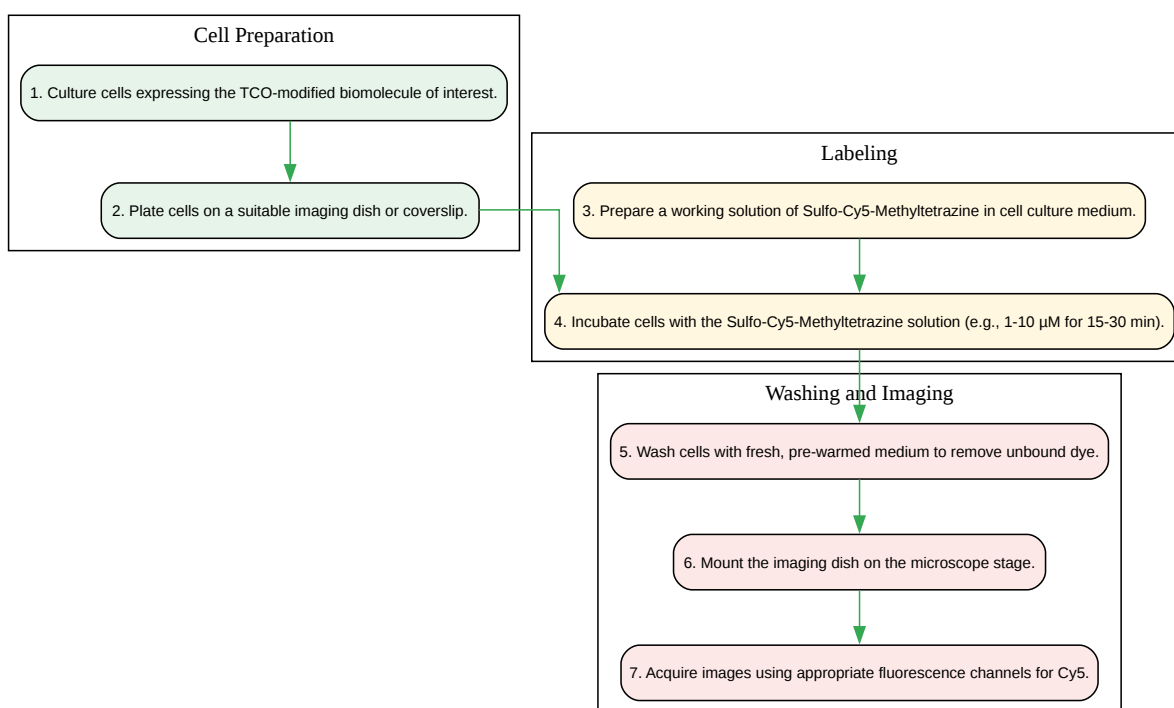 Cell Preparation
1. Culture cells expressing the TCO-modified biomolecule of interest.
2. Plate cells on a suitable imaging dish or coverslip.
Labeling
3. Prepare a working solution of Sulfo-Cy5-Methyltetrazine in cell culture medium.
4. Incubate cells with the Sulfo-Cy5-Methyltetrazine solution (e.g., 1-10 µM for 15-30 min).
Washing and Imaging
5. Wash cells with fresh, pre-warmed medium to remove unbound dye.
6. Mount the imaging dish on the microscope stage.
7. Acquire images using appropriate fluorescence channels for Cy5.